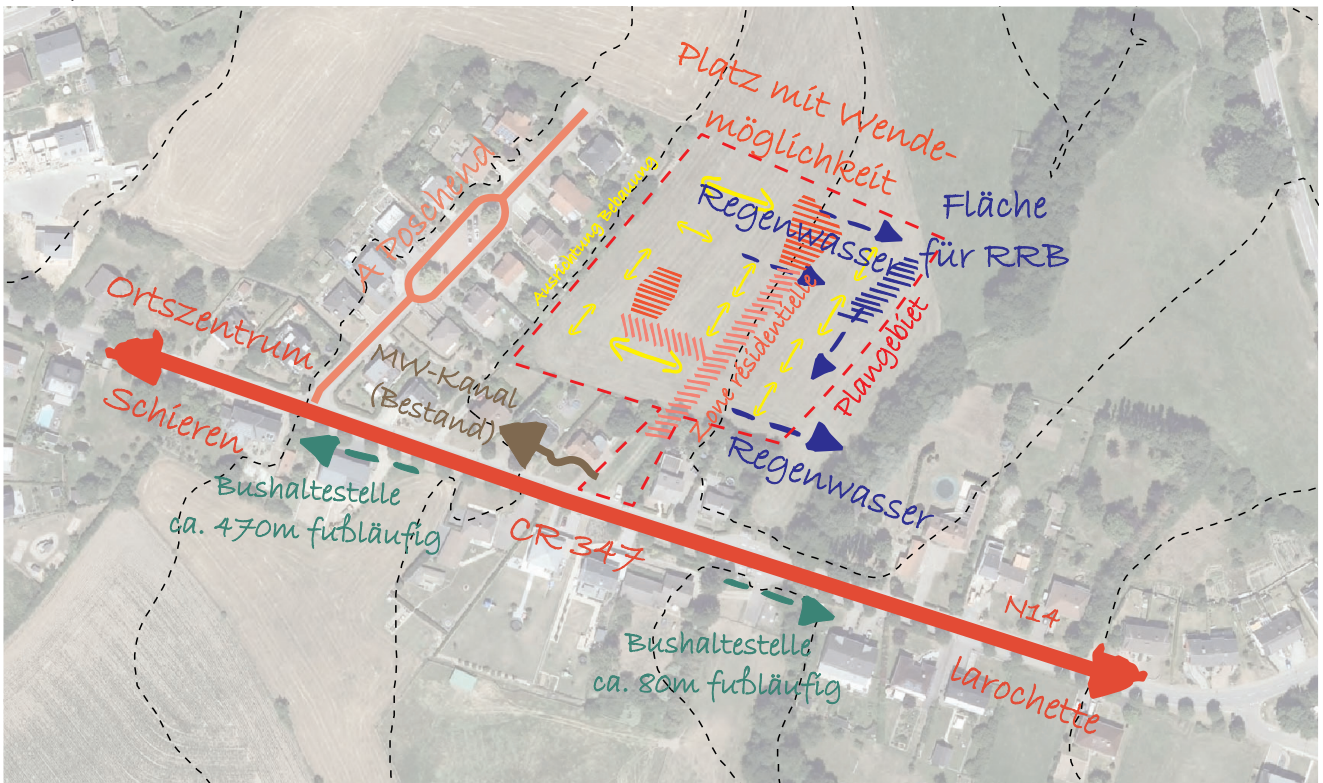 Platz mit Wende-
möglichkeit
A Poschend
Ausrichtung Bebauung
Regenwasser
Fläche
für RRB
Ortszentrum
Schieren
MW-Kanal
(Bestand)
Zone résidentielle
Plangebiet
Regenwasser
Bushaltestelle
ca. 470m fußläufig
CR 347
Bushaltestelle
ca. 80m fußläufig
N14
larochette